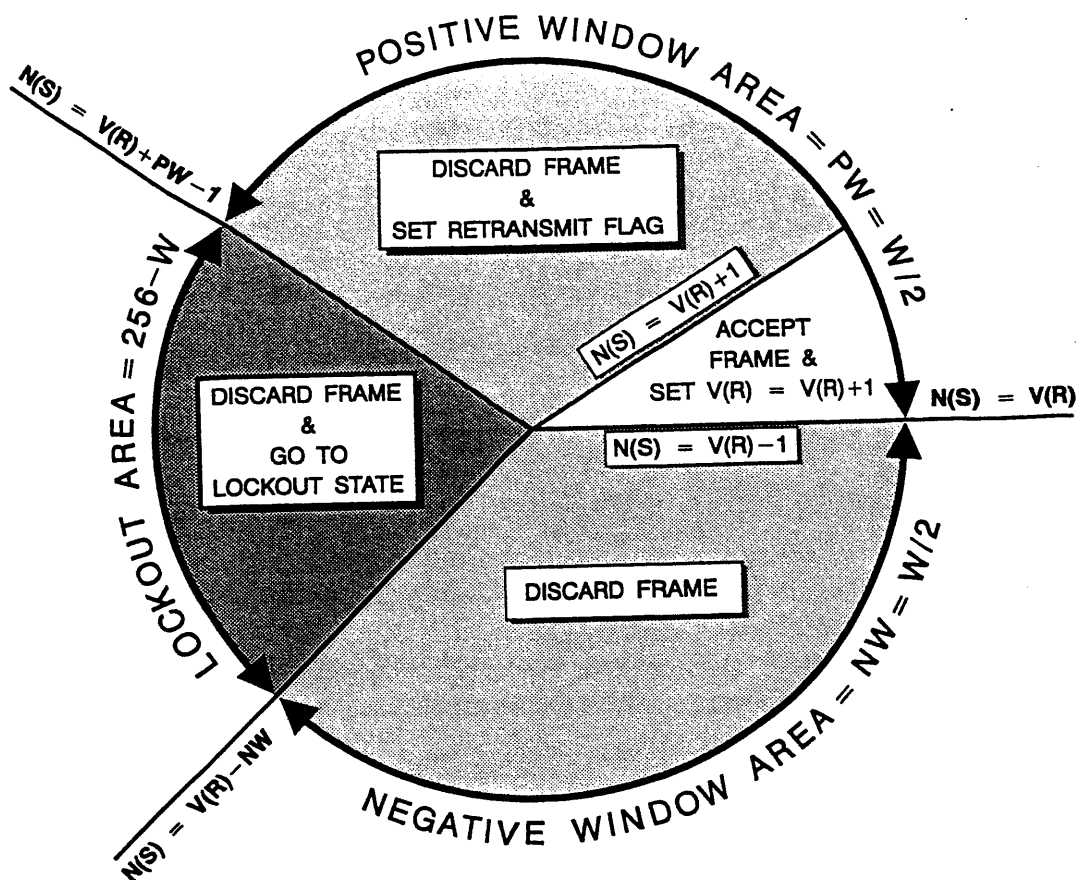 POSITIVE WINDOW AREA = PW = W/2
N(S) = V(R)+PW-1
DISCARD FRAME
&
SET RETRANSMIT FLAG
N(S) = V(R)+1
ACCEPT
FRAME &
SET V(R) = V(R)+1
N(S) = V(R)
LOCKOUT AREA = 256-W
DISCARD FRAME
&
GO TO
LOCKOUT STATE
N(S) = V(R)-1
DISCARD FRAME
N(S) = V(R)-NW
NEGATIVE WINDOW AREA = NW = W/2